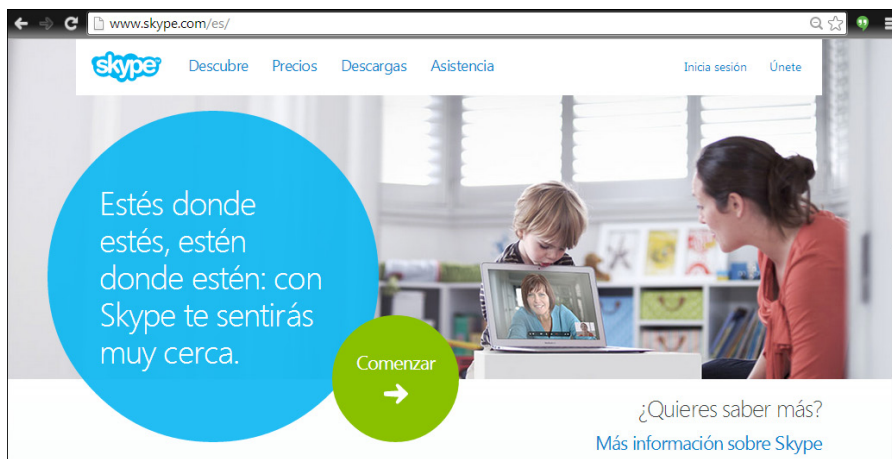 www.skype.com/es/
skype
Descubre Precios Descargas Asistencia Inicia sesión Únete
Estés donde
estés, estén
donde estén: con
Skype te sentirás
muy cerca.
Comenzar
¿Quieres saber más?
Más información sobre Skype